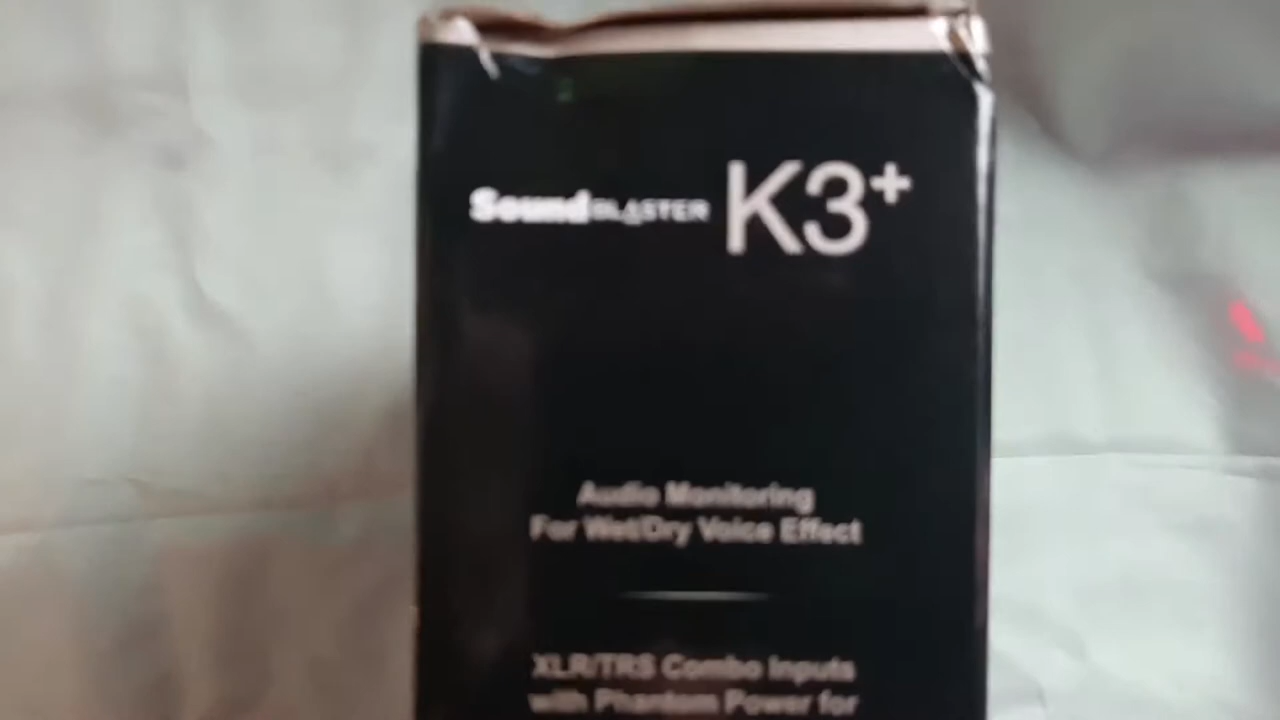 Sound BLASTER K3+
Audio Monitoring
For Wet/Dry Voice Effect
XLR/TRS Combo Inputs
with Phantom Power for